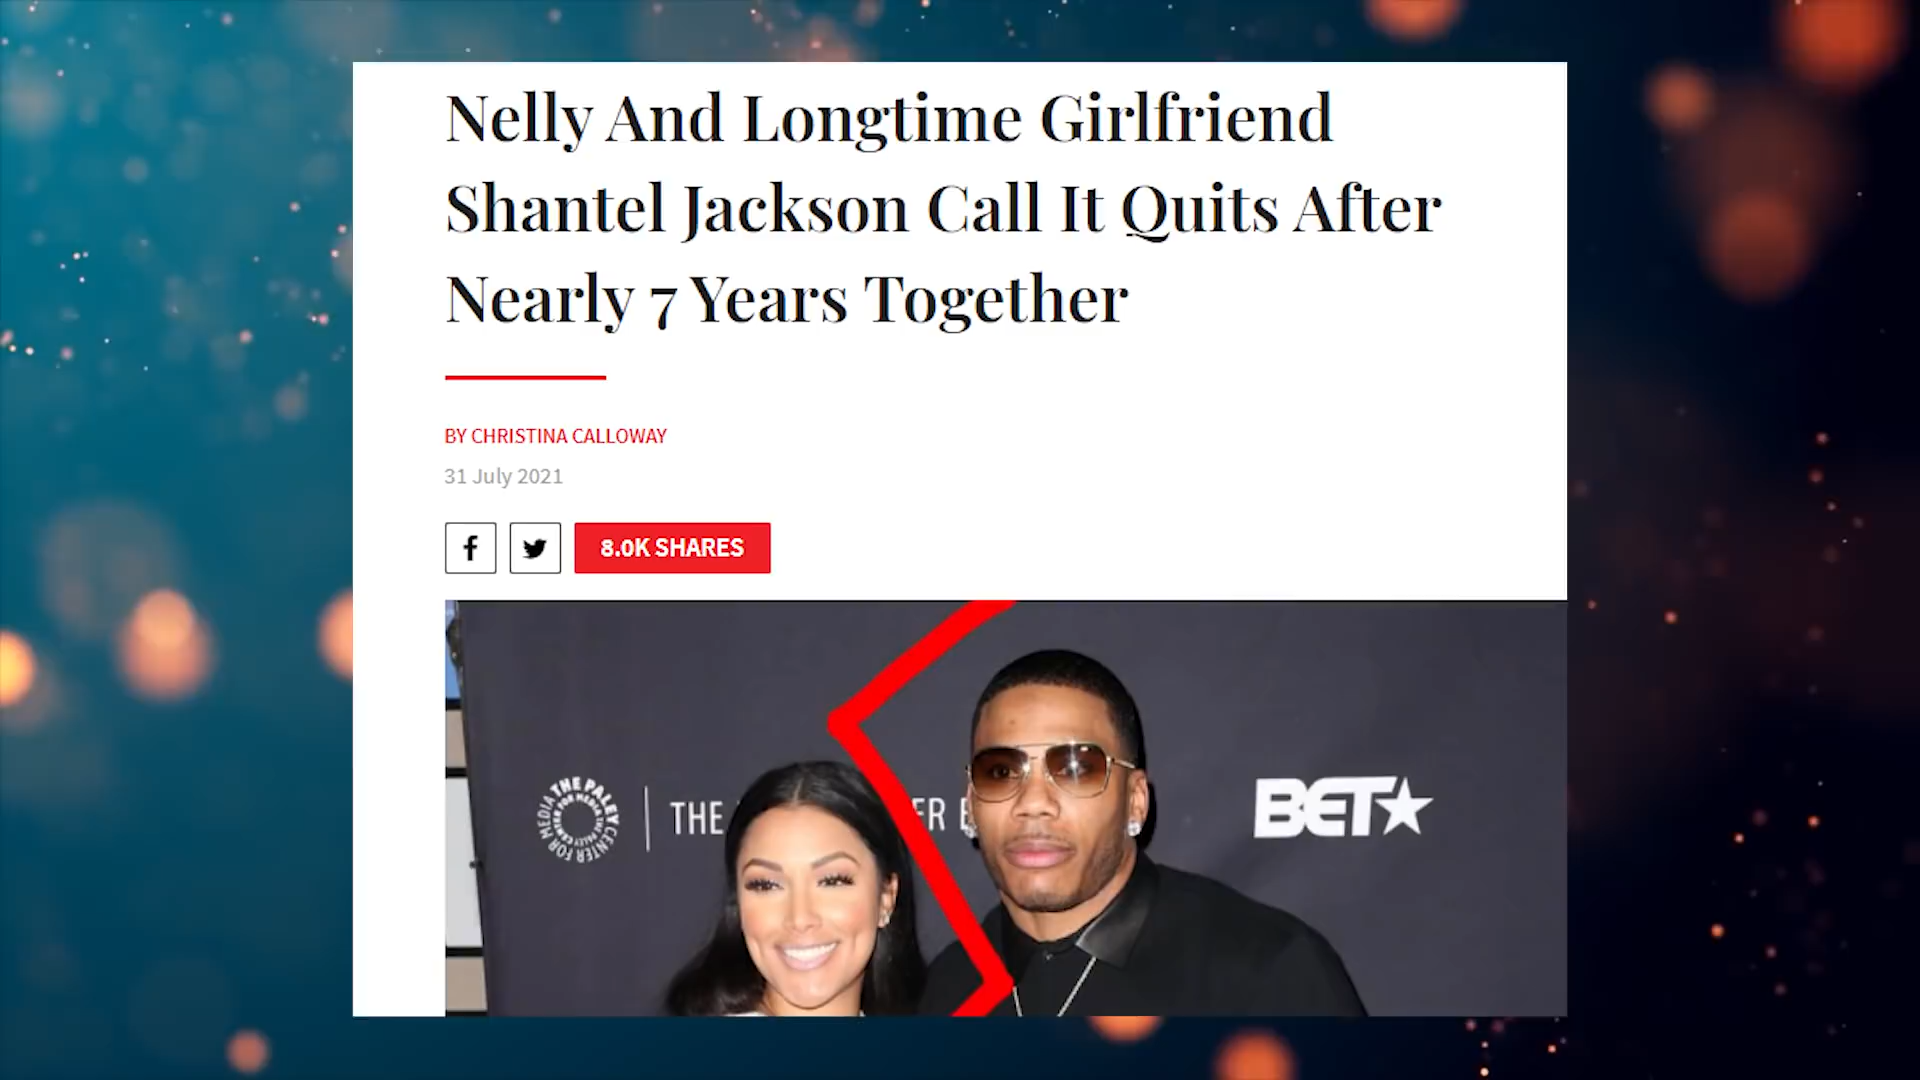 Nelly And Longtime Girlfriend
Shantel Jackson Call It Quits After
Nearly 7 Years Together
BY CHRISTINA CALLOWAY
31 July 2021
8.0K SHARES
THE PALEY CENTER FOR MEDIA
THE
ER
BET